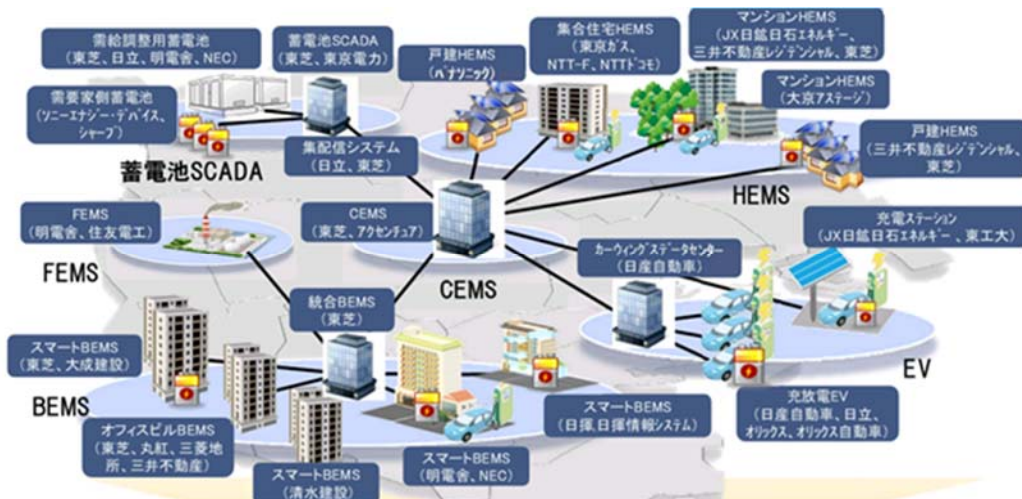 需給調整用蓄電池
(東芝、日立、明電舎、NEC)
蓄電池SCADA
(東芝、東京電力)
戸建HEMS
(パナソニック)
集合住宅HEMS
(東京ガス、
NTT-F、NTTドコモ)
マンションHEMS
(JX日鉱日石エネルギー、
三井不動産レジデンシャル、東芝)
マンションHEMS
(大京アステージ)
需要家側蓄電池
(ソニーエナジー・デバイス、
シャープ)
集配信システム
(日立、東芝)
戸建HEMS
(三井不動産レジデンシャル、
東芝)
蓄電池SCADA
HEMS
FEMS
(明電舎、住友電工)
CEMS
(東芝、アクセンチュア)
充電ステーション
(JX日鉱日石エネルギー、東工大)
カーウィングスデータセンター
(日産自動車)
FEMS
CEMS
統合BEMS
(東芝)
スマートBEMS
(東芝、大成建設)
EV
BEMS
スマートBEMS
(日揮,日揮情報システム)
充放電EV
(日産自動車、日立、
オリックス、オリックス自動車)
オフィスビルBEMS
(東芝、丸紅、三菱地
所、三井不動産)
スマートBEMS
(明電舎、NEC)
スマートBEMS
(清水建設)